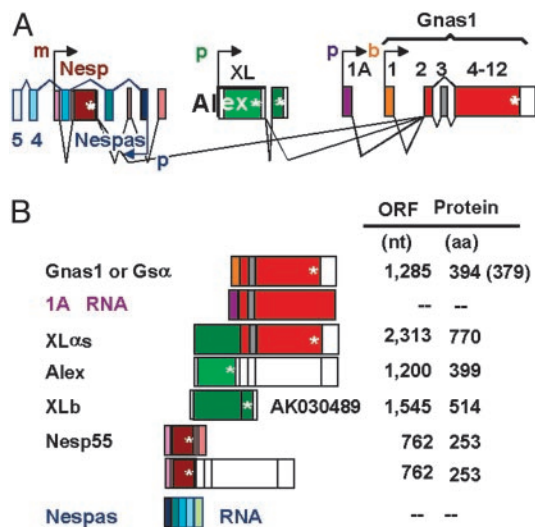 A
Gnas1
m p p b
Nesp XL 1A 1 2 3 4-12
Alex * *
5 4 Nespas
p
B
ORF Protein
(nt) (aa)
Gnas1 or Gsα * 1,285 394 (379)
1A RNA -- --
XLαs * 2,313 770
Alex * 1,200 399
XLb * AK030489 1,545 514
Nesp55 * 762 253
* 762 253
Nespas RNA -- --